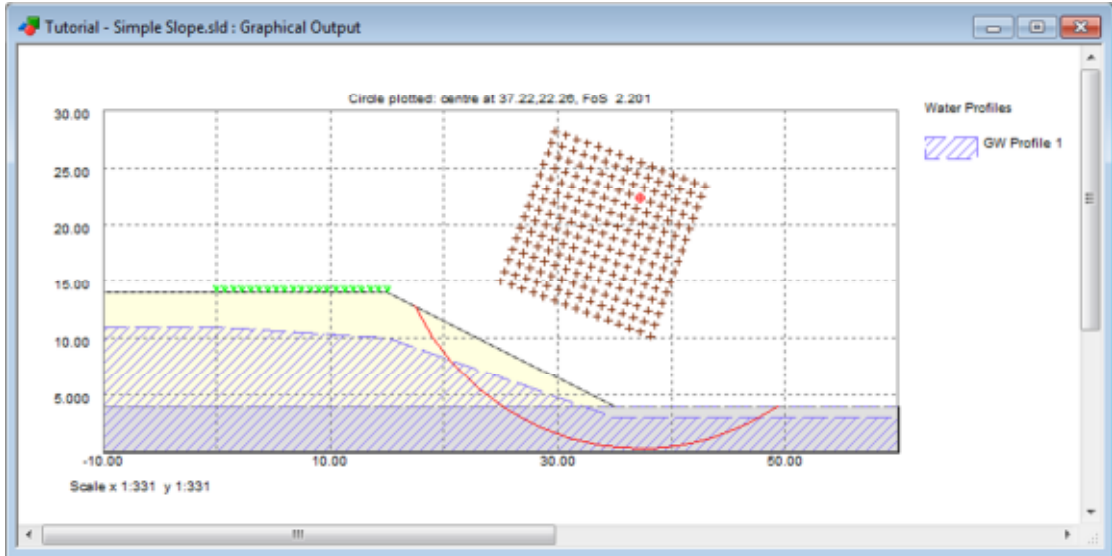 Tutorial - Simple Slope.sld : Graphical Output
Circle plotted: centre at 37.22,22.26, FoS 2.201
Water Profiles
GW Profile 1
30.00
25.00
20.00
15.00
10.00
5.000
-10.00 10.00 30.00 50.00
Scale x 1:331 y 1:331